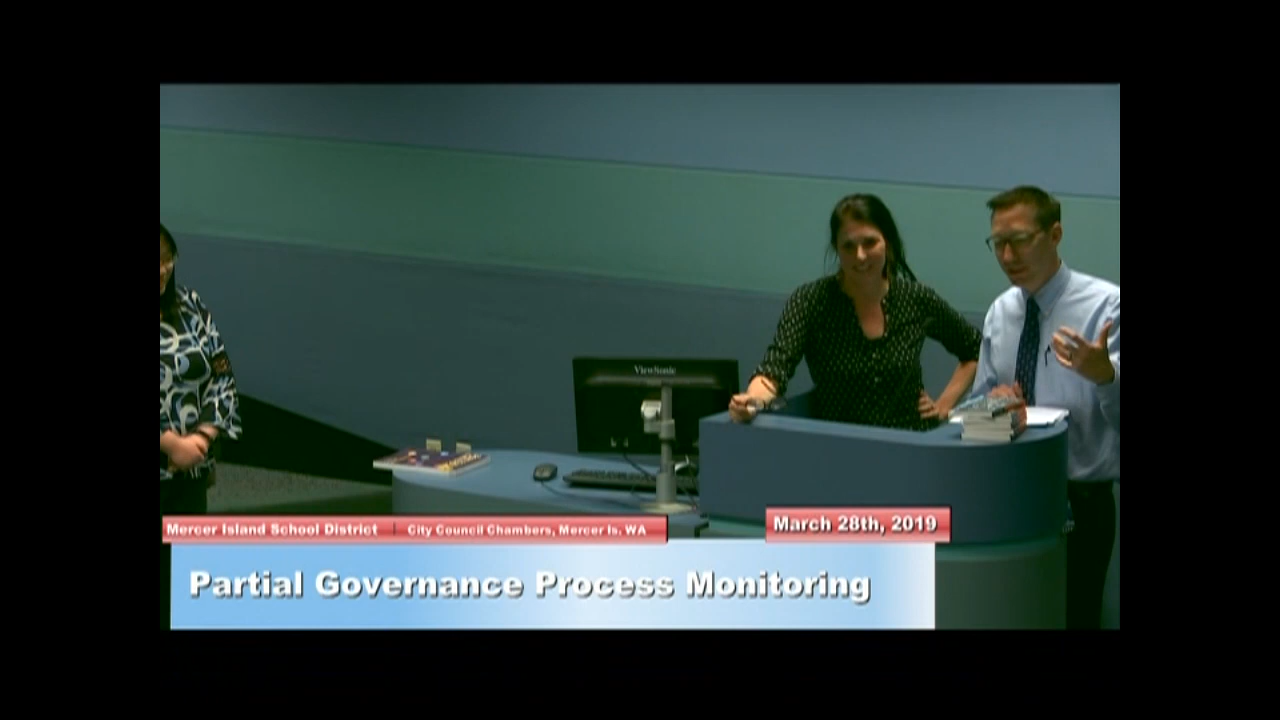 ViewSonic
Mercer Island School District | City Council Chambers, Mercer Is, WA
March 28th, 2019
Partial Governance Process Monitoring